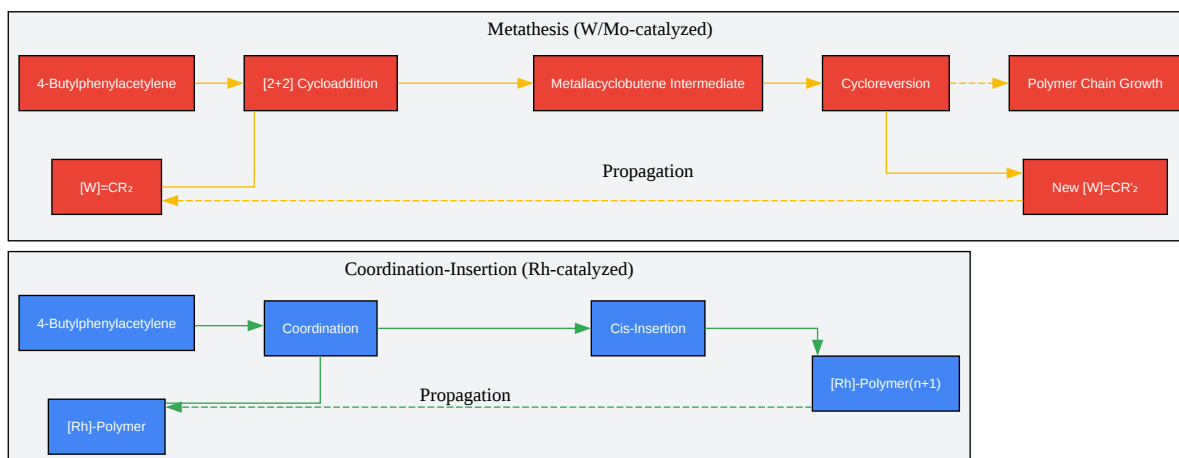 Metathesis (W/Mo-catalyzed)
4-Butylphenylacetylene
[2+2] Cycloaddition
Metallacyclobutene Intermediate
Cycloreversion
Polymer Chain Growth
[W]=CR₂
Propagation
New [W]=CR'₂
Coordination-Insertion (Rh-catalyzed)
4-Butylphenylacetylene
Coordination
Cis-Insertion
[Rh]-Polymer(n+1)
Propagation
[Rh]-Polymer